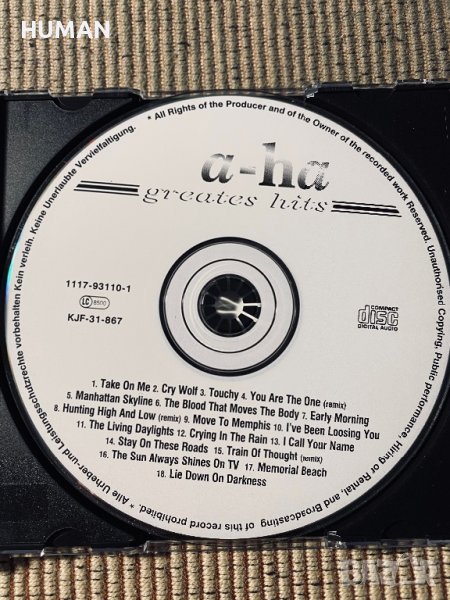 HUMAN
* All Rights of the Producer and of the Owner of the recorded work Reserved. Unauthorised Copying, Public performance, Hiring or Rental, and Broadcasting of this record prohibited. * Alle Urheber-und Leistungsschutzrechte vorbehalten Kein verleih. Keine Unerlaubte Vervielfaltigung.
a-ha
greates hits
1117-93110-1
LC 8500
KJF-31-867
COMPACT
disc
DIGITAL AUDIO
1. Take On Me 2. Cry Wolf 3. Touchy 4. You Are The One (remix)
5. Manhattan Skyline 6. The Blood That Moves The Body 7. Early Morning
8. Hunting High And Low (remix) 9. Move To Memphis 10. I've Been Loosing You
11. The Living Daylights 12. Crying In The Rain 13. I Call Your Name
14. Stay On These Roads 15. Train Of Thought (remix)
16. The Sun Always Shines On TV 17. Memorial Beach
18. Lie Down On Darkness